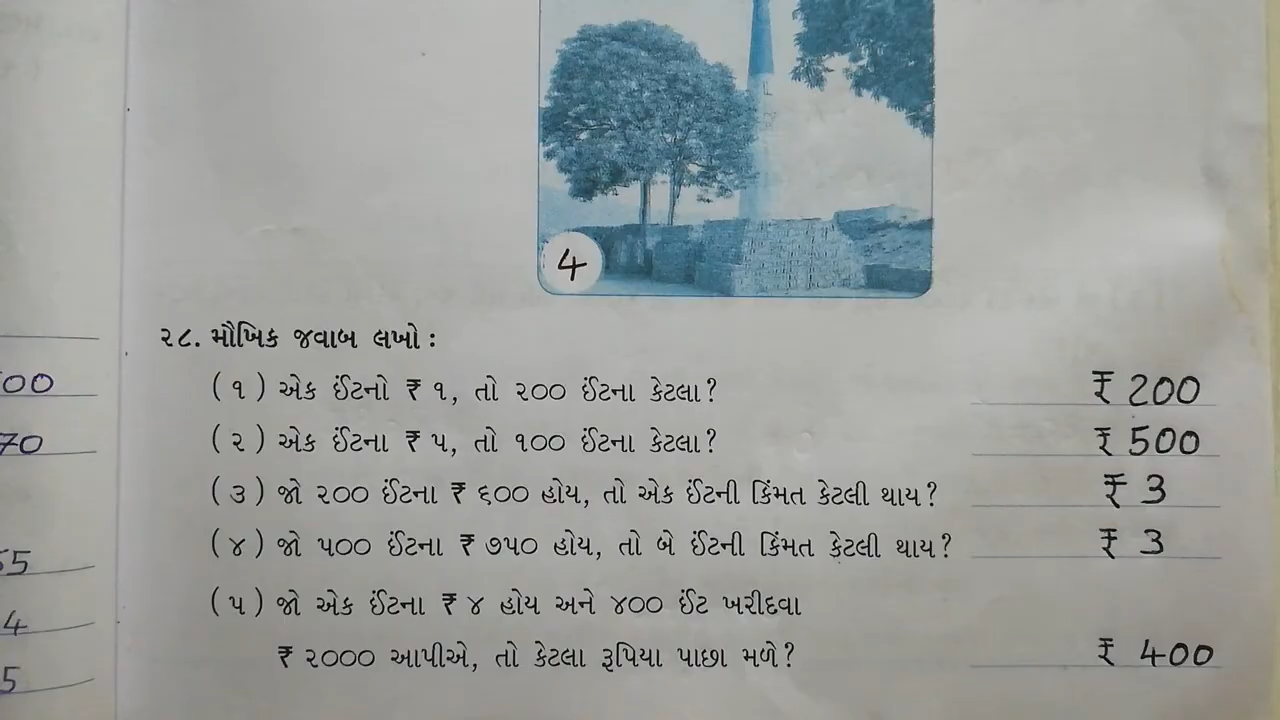 4
૨૮. મૌખિક જવાબ લખો :
(૧) એક ઈંટનો ₹ ૧, તો ૨૦૦ ઈંટના કેટલા? ₹ 200
00
(૨) એક ઈંટના ₹ ૫, તો ૧૦૦ ઈંટના કેટલા? ₹ 500
70
(૩) જો ૨૦૦ ઈંટના ₹ ૬૦૦ હોય, તો એક ઈંટની કિંમત કેટલી થાય? ₹ 3
(૪) જો ૫૦૦ ઈંટના ₹ ૭૫૦ હોય, તો બે ઈંટની કિંમત કેટલી થાય? ₹ 3
55
(૫) જો એક ઈંટના ₹ ૪ હોય અને ૪૦૦ ઈંટ ખરીદવા
4
₹ ૨૦૦૦ આપીએ, તો કેટલા રૂપિયા પાછા મળે? ₹ 400
5